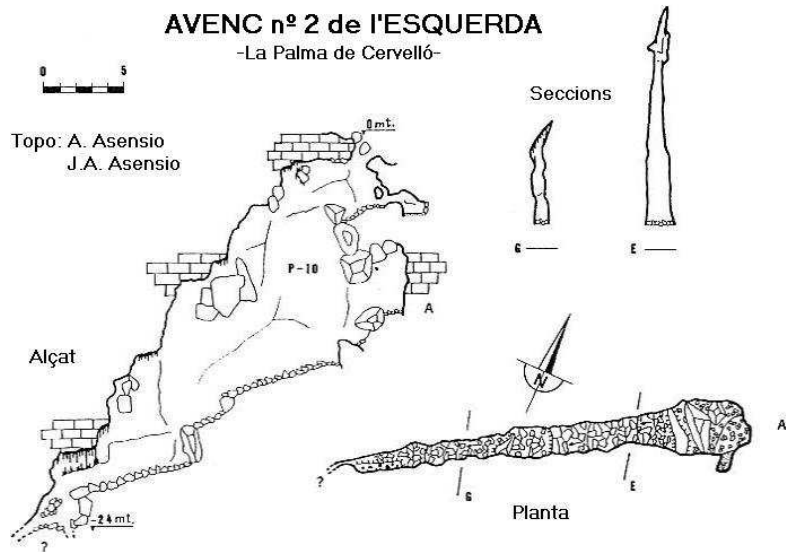 AVENC nº 2 de l'ESQUERDA
-La Palma de Cervelló-
0 5
Topo: A. Asensio
J.A. Asensio
0 mt.
Seccions
P-10
G
E
A
Alçat
N
A
?
G
E
Planta
-24 mt.
?